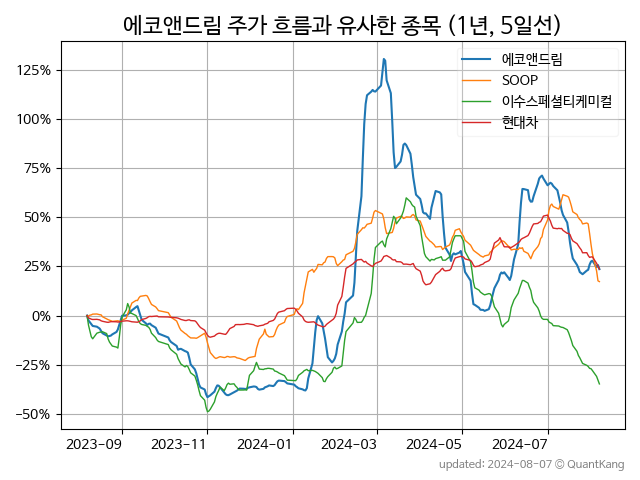 에코앤드림 주가 흐름과 유사한 종목 (1년, 5일선)
에코앤드림
SOOP
이수스페셜티케미컬
현대차
125%
100%
75%
50%
25%
0%
−25%
−50%
2023-09 2023-11 2024-01 2024-03 2024-05 2024-07
updated: 2024-08-07 © QuantKang